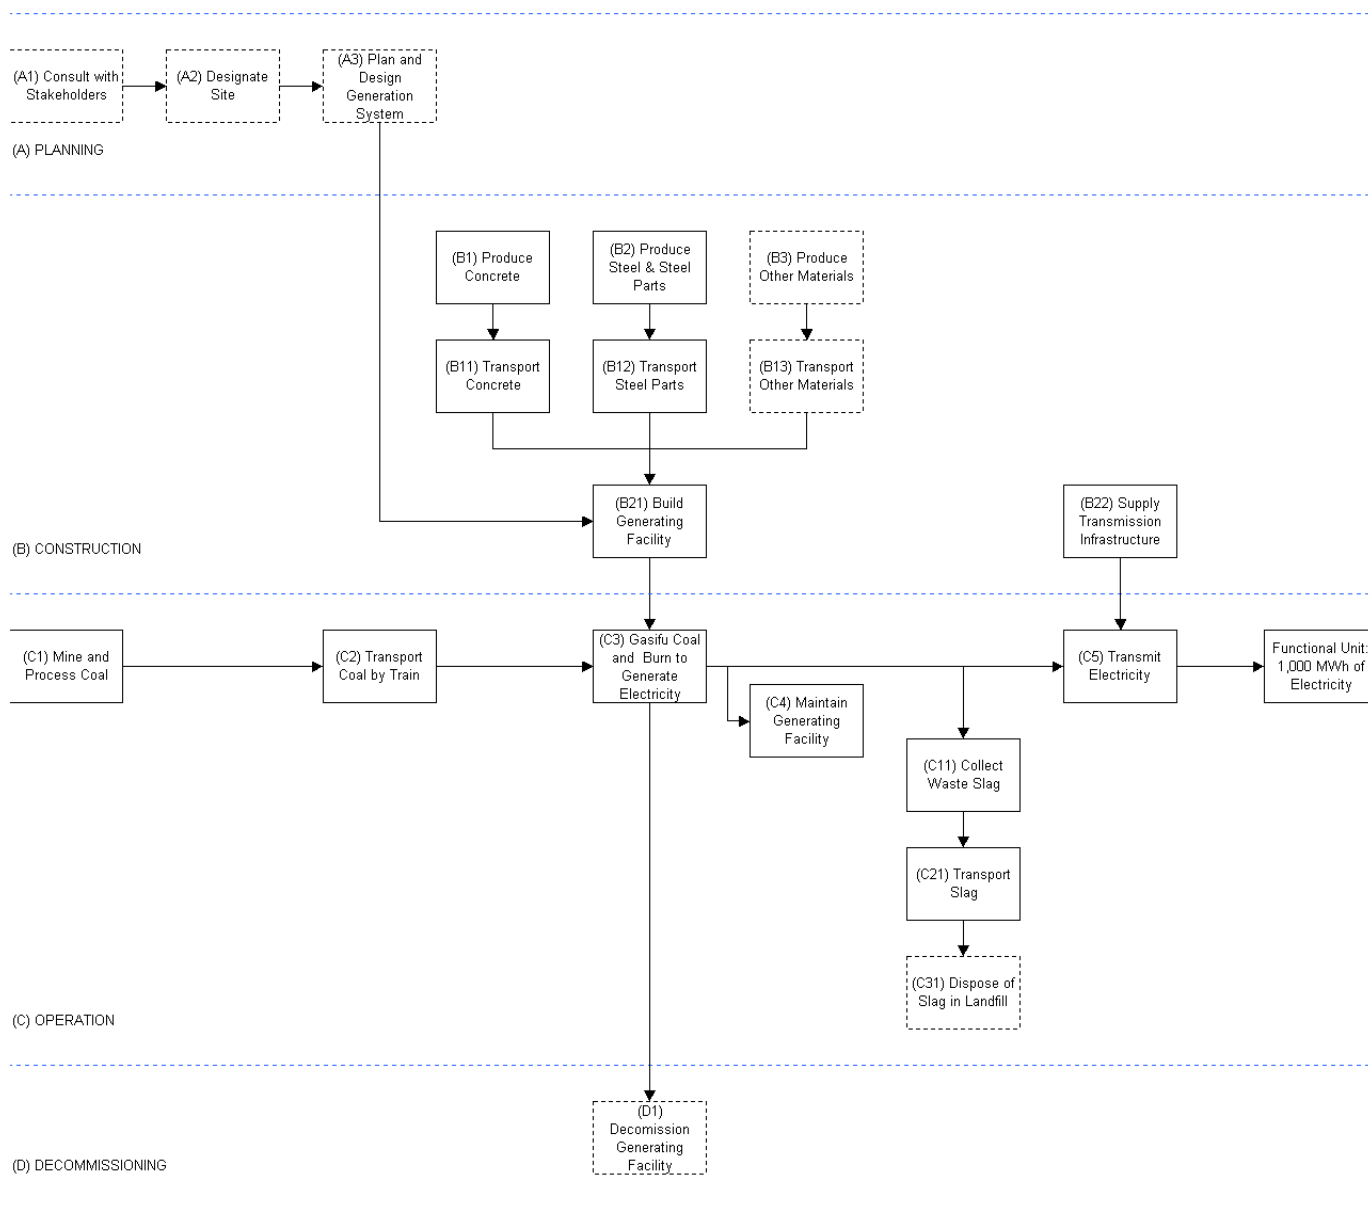 (A1) Consult with
Stakeholders
(A2) Designate
Site
(A3) Plan and
Design
Generation
System
(A) PLANNING
(B1) Produce
Concrete
(B2) Produce
Steel & Steel
Parts
(B3) Produce
Other Materials
(B11) Transport
Concrete
(B12) Transport
Steel Parts
(B13) Transport
Other Materials
(B21) Build
Generating
Facility
(B22) Supply
Transmission
Infrastructure
(B) CONSTRUCTION
(C1) Mine and
Process Coal
(C2) Transport
Coal by Train
(C3) Gasifu Coal
and Burn to
Generate
Electricity
(C4) Maintain
Generating
Facility
(C5) Transmit
Electricity
Functional Unit:
1,000 MWh of
Electricity
(C11) Collect
Waste Slag
(C21) Transport
Slag
(C31) Dispose of
Slag in Landfill
(C) OPERATION
(D1)
Decomission
Generating
Facility
(D) DECOMMISSIONING